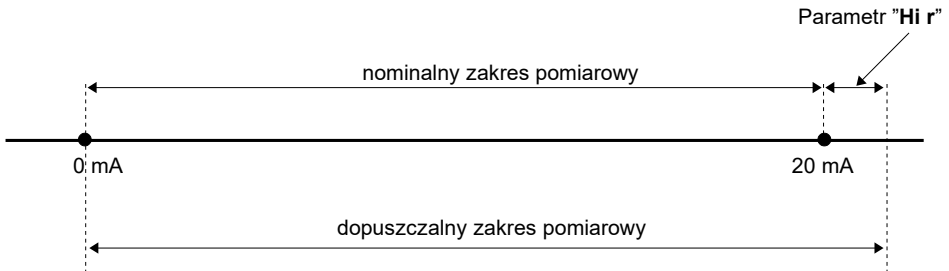 Parametr ”Hi r”
nominalny zakres pomiarowy
0 mA
20 mA
dopuszczalny zakres pomiarowy